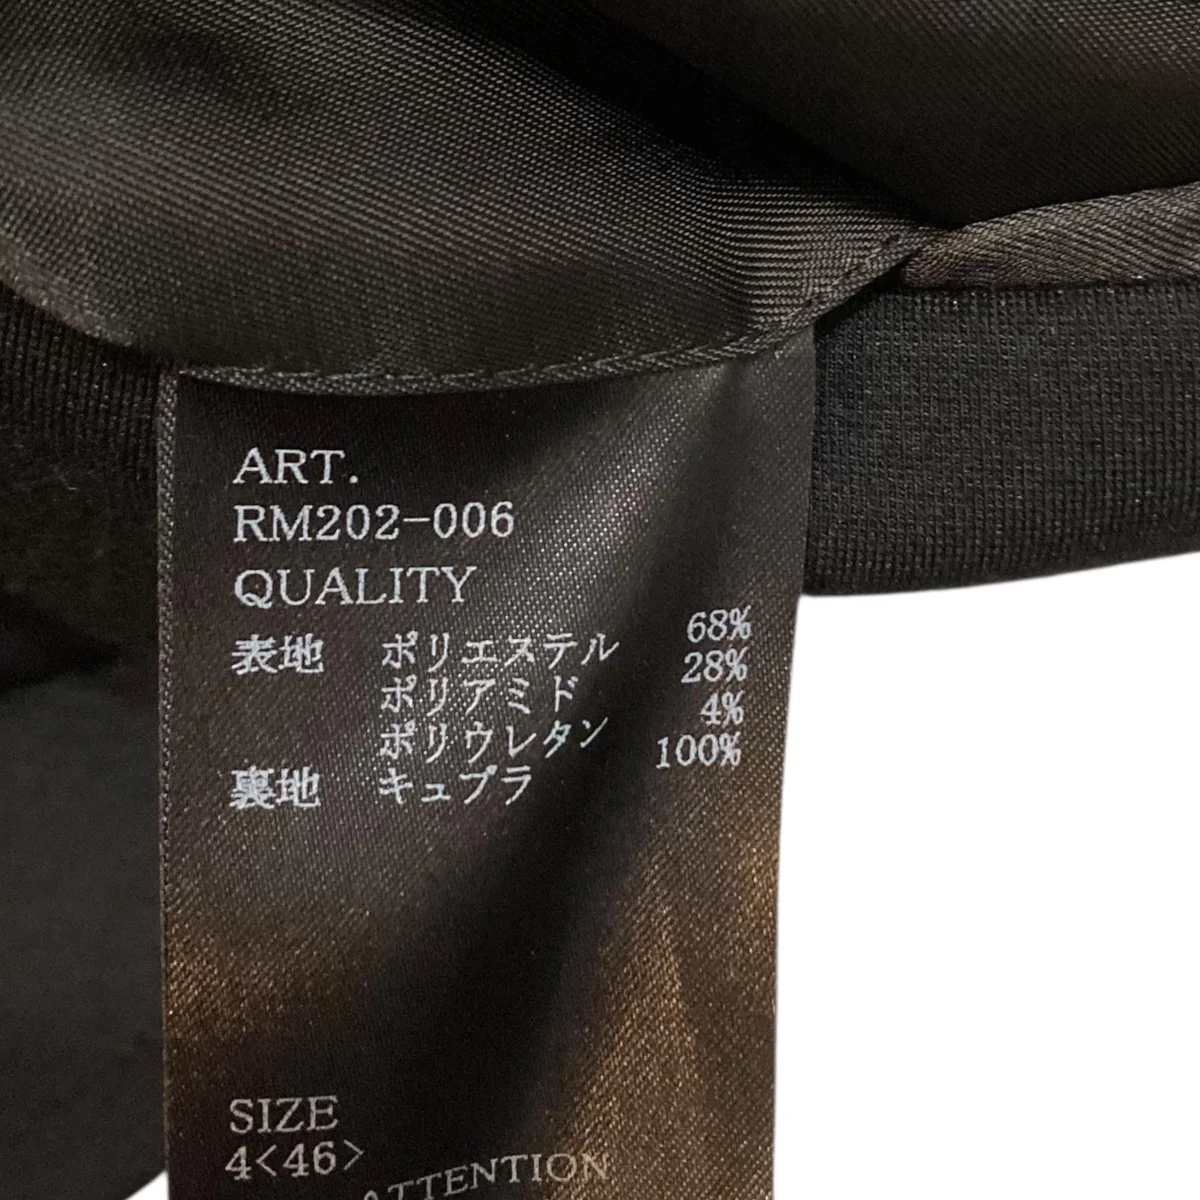 ART.
RM202-006
QUALITY
表地 ポリエステル 68%
ポリアミド 28%
ポリウレタン 4%
裏地 キュプラ 100%
SIZE
4<46>
ATTENTION